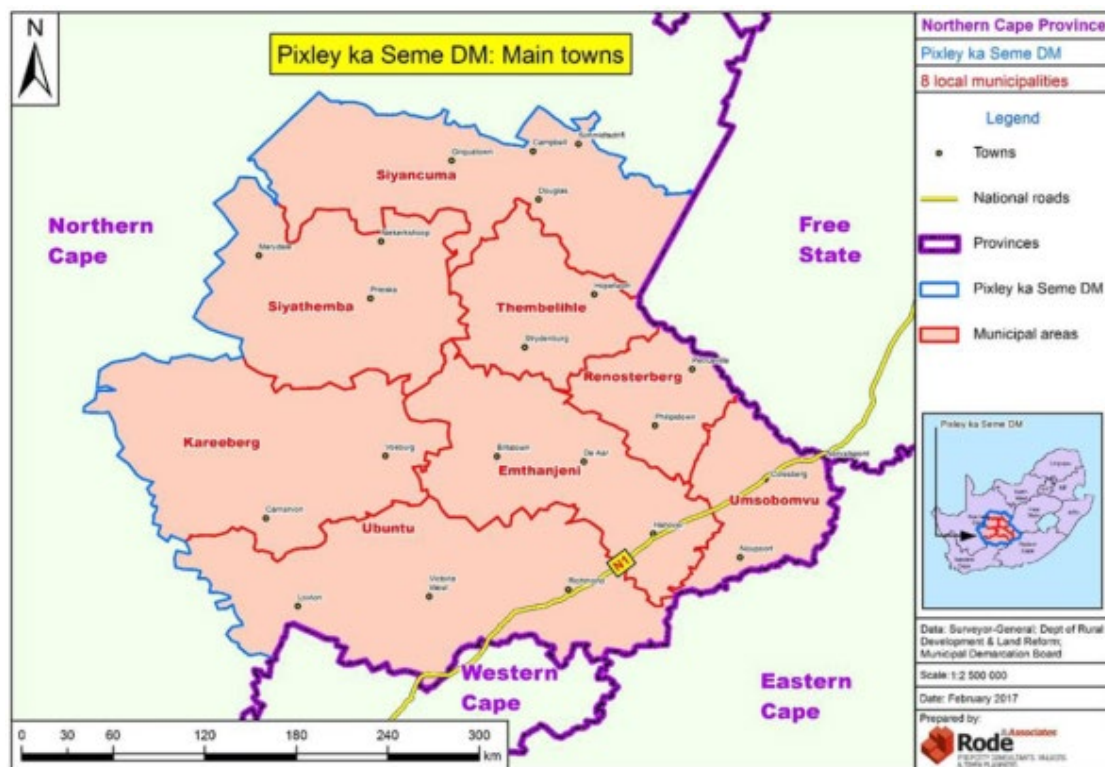 N
Pixley ka Seme DM: Main towns
Northern Cape Province
Pixley ka Seme DM
8 local municipalities
Legend
Towns
National roads
Provinces
Pixley ka Seme DM
Municipal areas
Campbell
Griquatown
Siyancuma
Douglas
Northern
Cape
Free
State
Niekerkshoop
Marydale
Prieska
Siyathemba
Hopetown
Thembelihle
Strydenburg
Petrusville
Renosterberg
Philipstown
Kareeberg
Vosburg
Britstown
De Aar
Emthanjeni
Colesberg
Umsobomvu
Carnarvon
Ubuntu
Hanover
Noupoort
N1
Richmond
Victoria
West
Loxton
Western
Cape
Eastern
Cape
Pixley ka Seme DM
0 30 60 120 180 240 300
km
Data: Surveyor-General; Dept of Rural
Development & Land Reform;
Municipal Demarcation Board
Scale:1:2 500 000
Date: February 2017
Prepared by:
&Associates
Rode